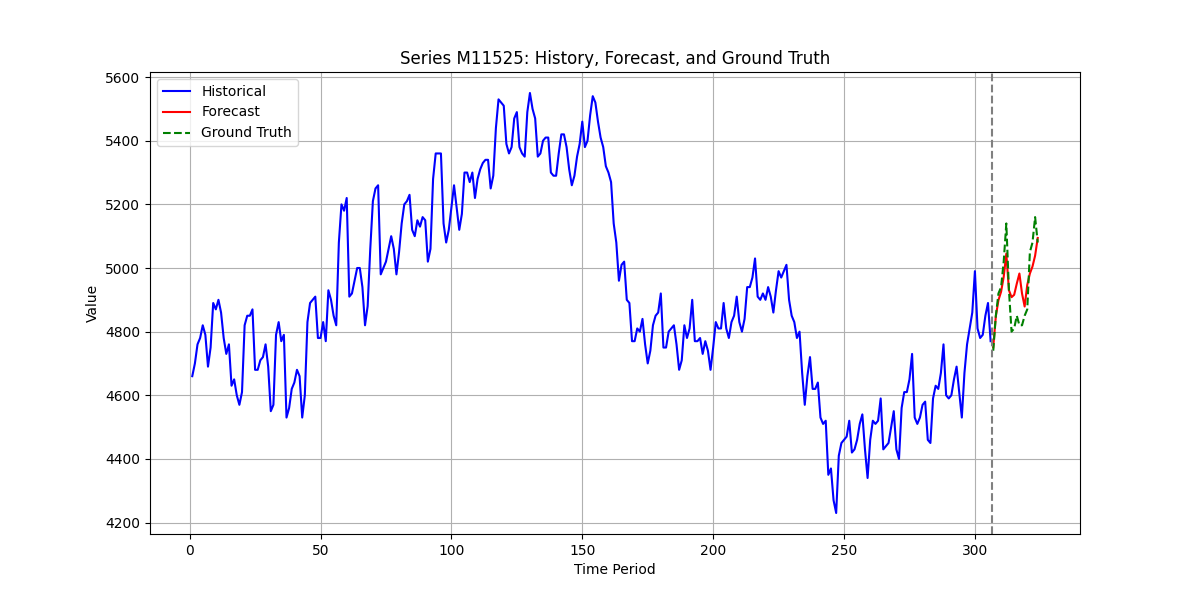 Series M11525: History, Forecast, and Ground Truth
Historical
Forecast
Ground Truth
5600
5400
5200
5000
4800
4600
4400
4200
Value
0 50 100 150 200 250 300
Time Period